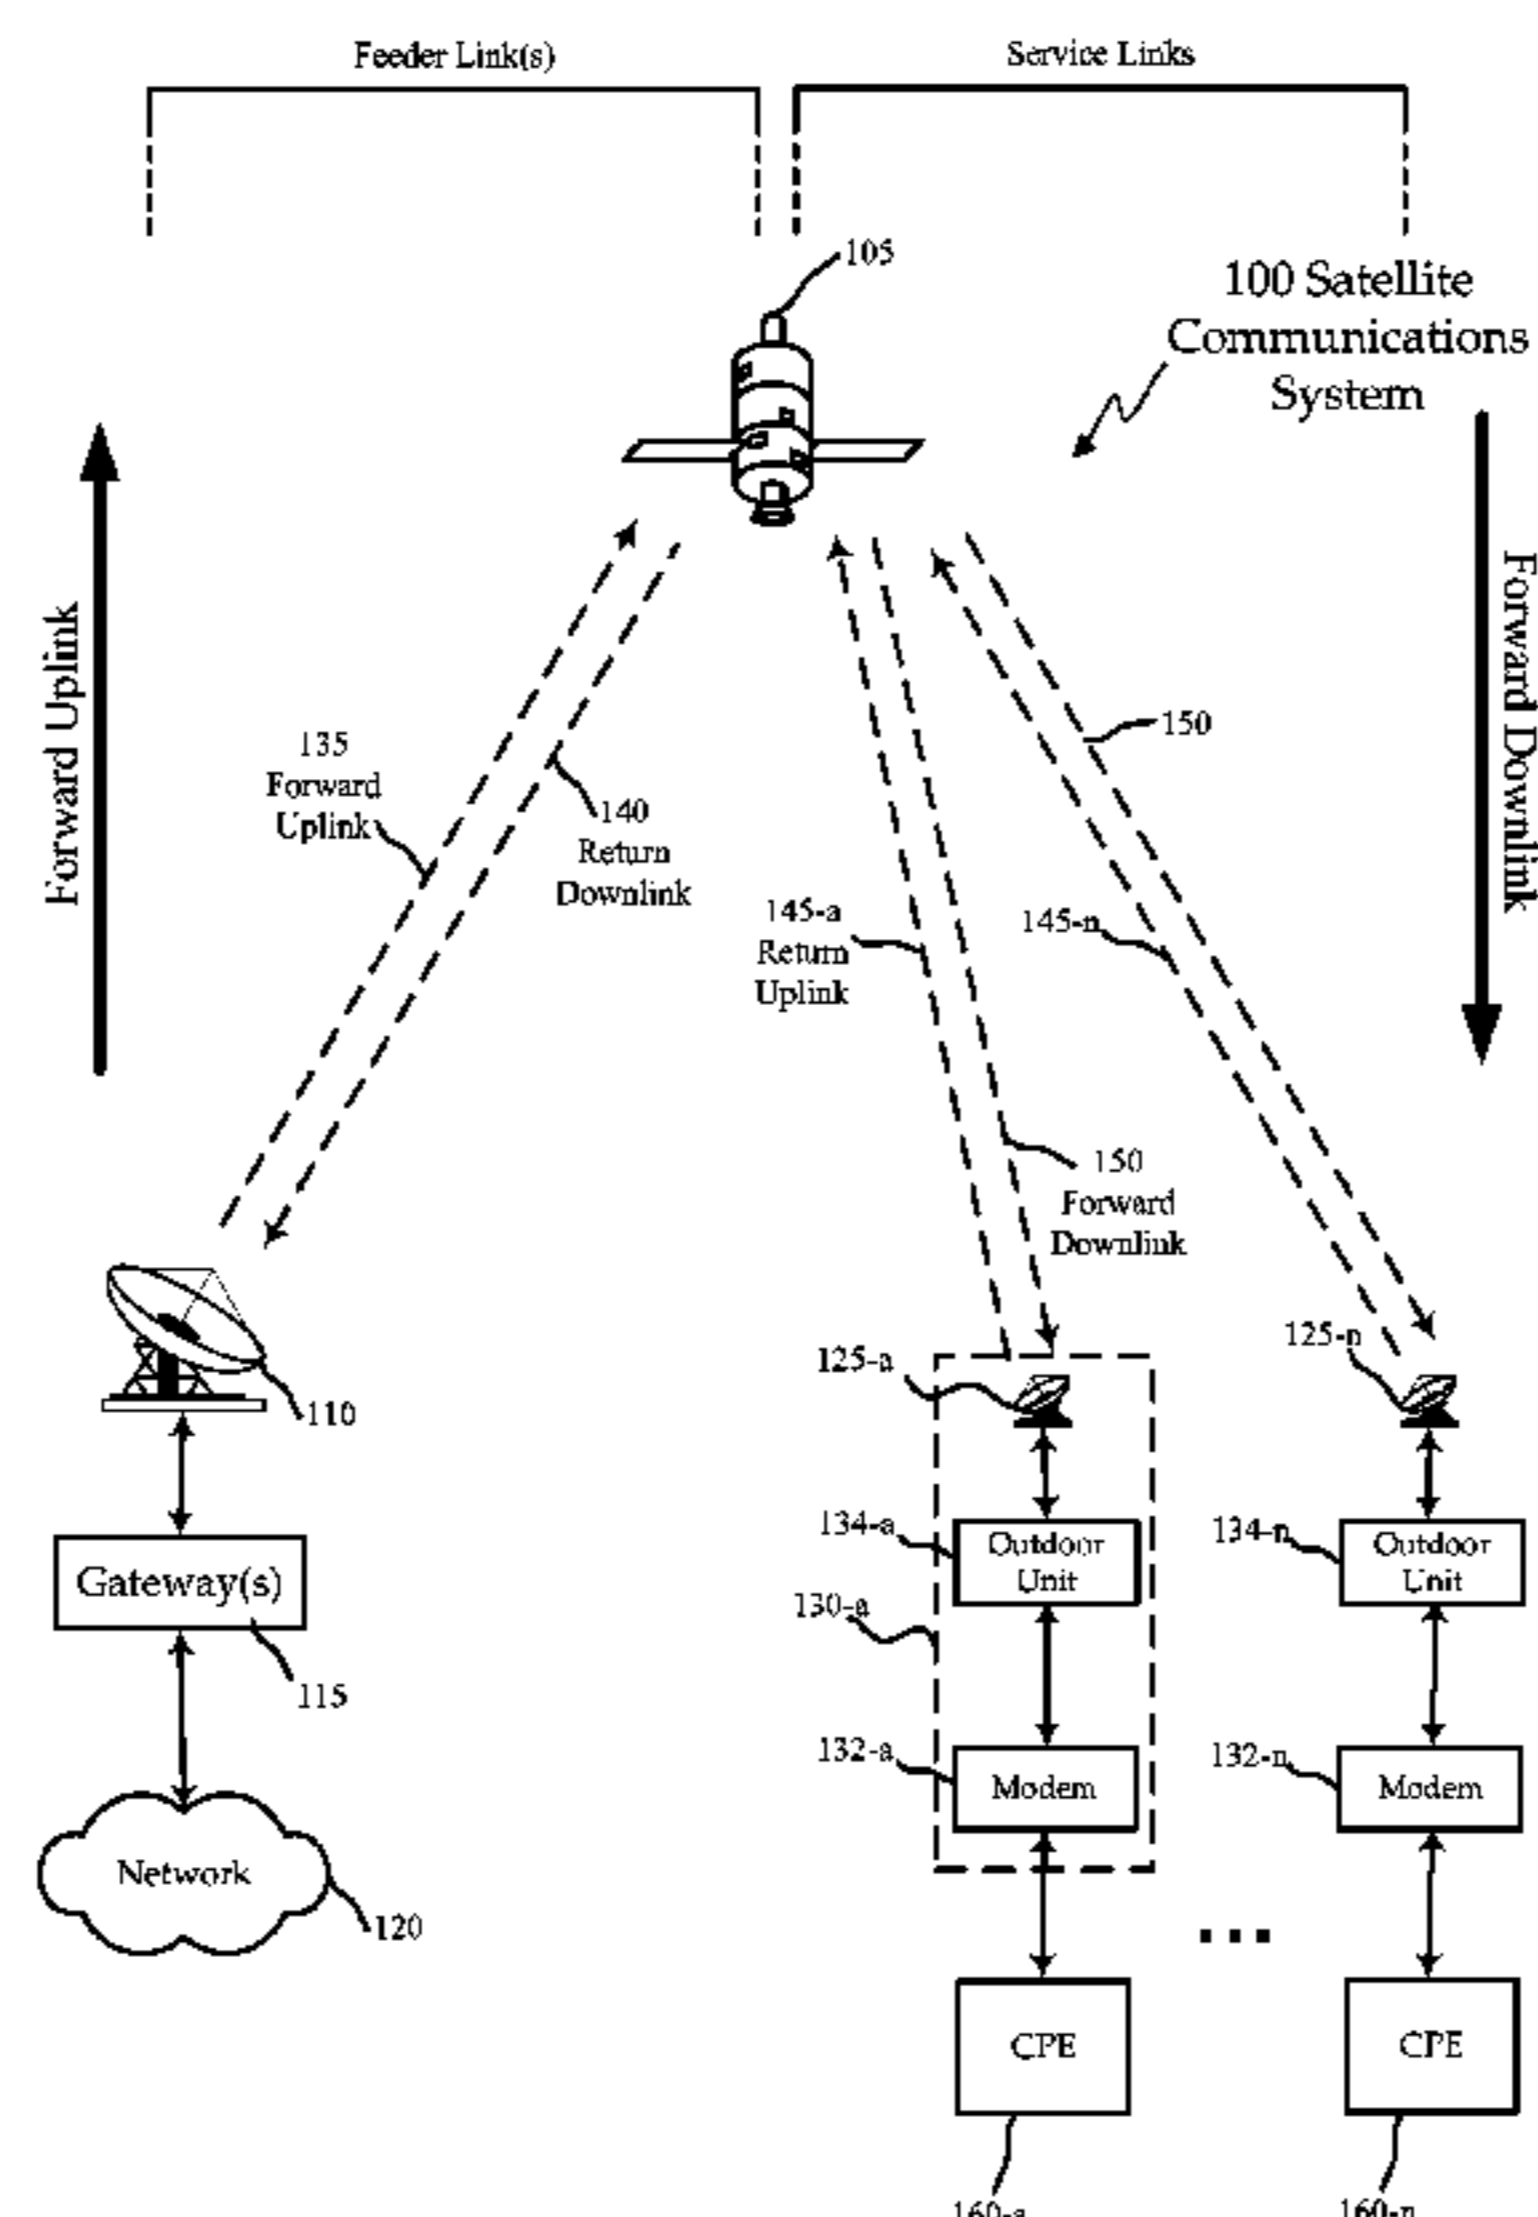 Feeder Link(s)
Service Links
105
100 Satellite
Communications
System
Forward Uplink
Forward Downlink
135
Forward
Uplink
140
Return
Downlink
150
145-a
Return
Uplink
145-n
150
Forward
Downlink
110
125-a
125-n
Gateway(s)
115
134-a
Outdoor
Unit
134-n
Outdoor
Unit
130-a
132-a
Modem
132-n
Modem
Network
120
...
CPE
CPE
160-a
160-n